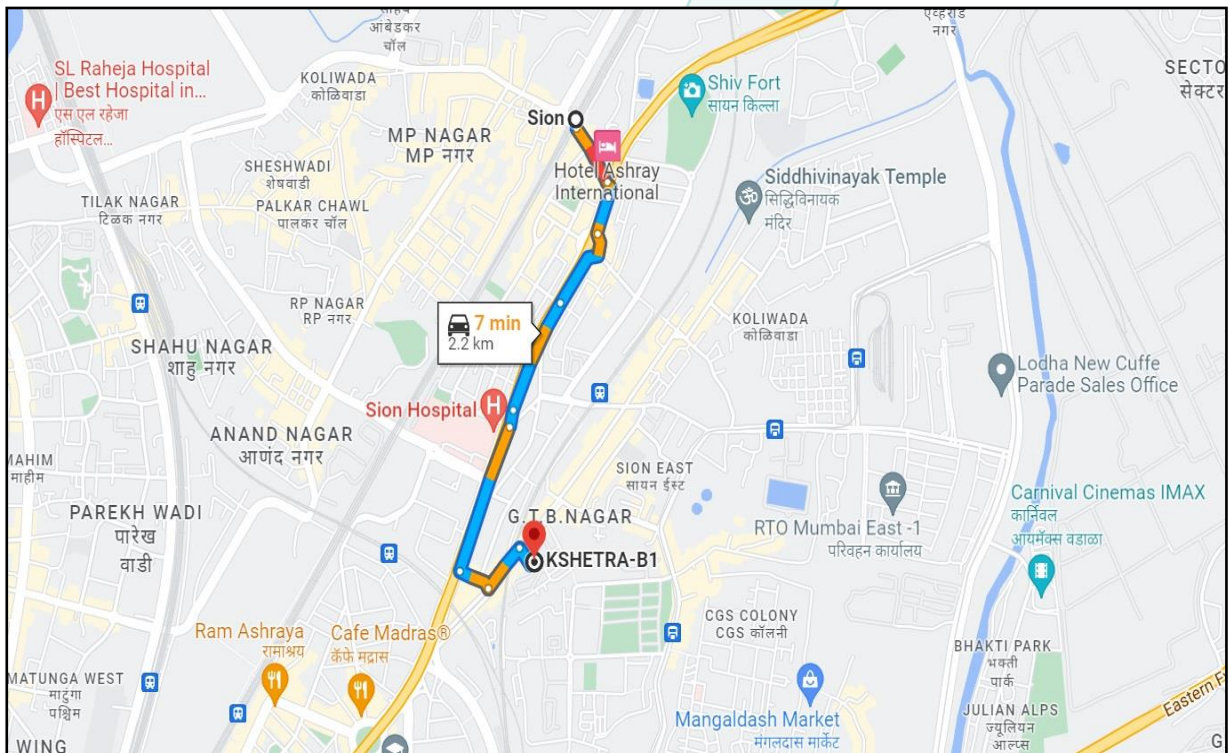 आंबेडकर
चॉल
एव्हरार्ड
नगर
SL Raheja Hospital
| Best Hospital in...
एस एल रहेजा
हॉस्पिटल...
KOLIWADA
कोळिवाडा
Shiv Fort
सायन किल्ला
SECTO
सेक्टर
Sion
MP NAGAR
MP नगर
Hotel Ashray
International
SHESHWADI
शेषवाडी
Siddhivinayak Temple
सिद्धिविनायक
मंदिर
TILAK NAGAR
टिळक नगर
PALKAR CHAWL
पालकर चॉल
RP NAGAR
RP नगर
7 min
2.2 km
KOLIWADA
कोळिवाडा
SHAHU NAGAR
शाहु नगर
Lodha New Cuffe
Parade Sales Office
Sion Hospital
ANAND NAGAR
आणंद नगर
MAHIM
माहीम
SION EAST
सायन ईस्ट
Carnival Cinemas IMAX
कार्निवल
आयमॅक्स वडाळा
PAREKH WADI
पारेख
वाडी
G.T.B.NAGAR
RTO Mumbai East -1
परिवहन कार्यालय
KSHETRA-B1
CGS COLONY
CGS कॉलनी
Ram Ashraya
रामाश्रय
Cafe Madras®
कॅफे मद्रास
BHAKTI PARK
भक्ती
पार्क
MATUNGA WEST
माटुंगा
पश्चिम
Mangaldash Market
मंगलदास मार्केट
JULIAN ALPS
ज्यूलियन
आल्प्स
Eastern F
WING
G